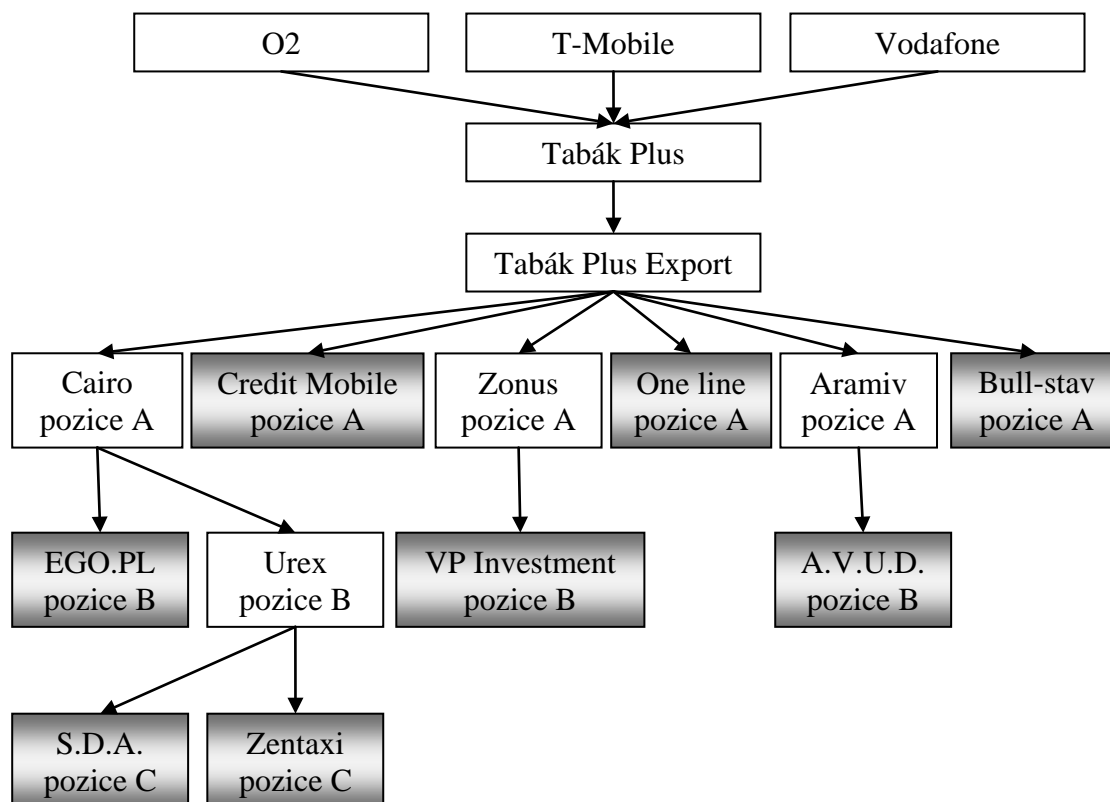 O2
T-Mobile
Vodafone
Tabák Plus
Tabák Plus Export
Cairo
pozice A
Credit Mobile
pozice A
Zonus
pozice A
One line
pozice A
Aramiv
pozice A
Bull-stav
pozice A
EGO.PL
pozice B
Urex
pozice B
VP Investment
pozice B
A.V.U.D.
pozice B
S.D.A.
pozice C
Zentaxi
pozice C